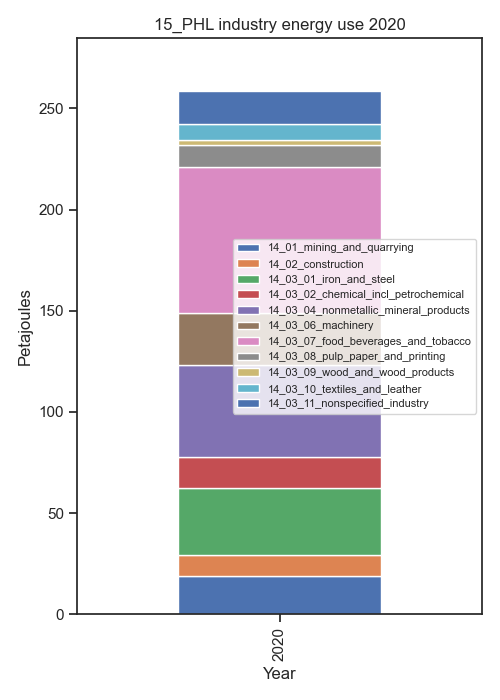 15_PHL industry energy use 2020
250
200
150
100
50
0
Petajoules
14_01_mining_and_quarrying
14_02_construction
14_03_01_iron_and_steel
14_03_02_chemical_incl_petrochemical
14_03_04_nonmetallic_mineral_products
14_03_06_machinery
14_03_07_food_beverages_and_tobacco
14_03_08_pulp_paper_and_printing
14_03_09_wood_and_wood_products
14_03_10_textiles_and_leather
14_03_11_nonspecified_industry
2020
Year